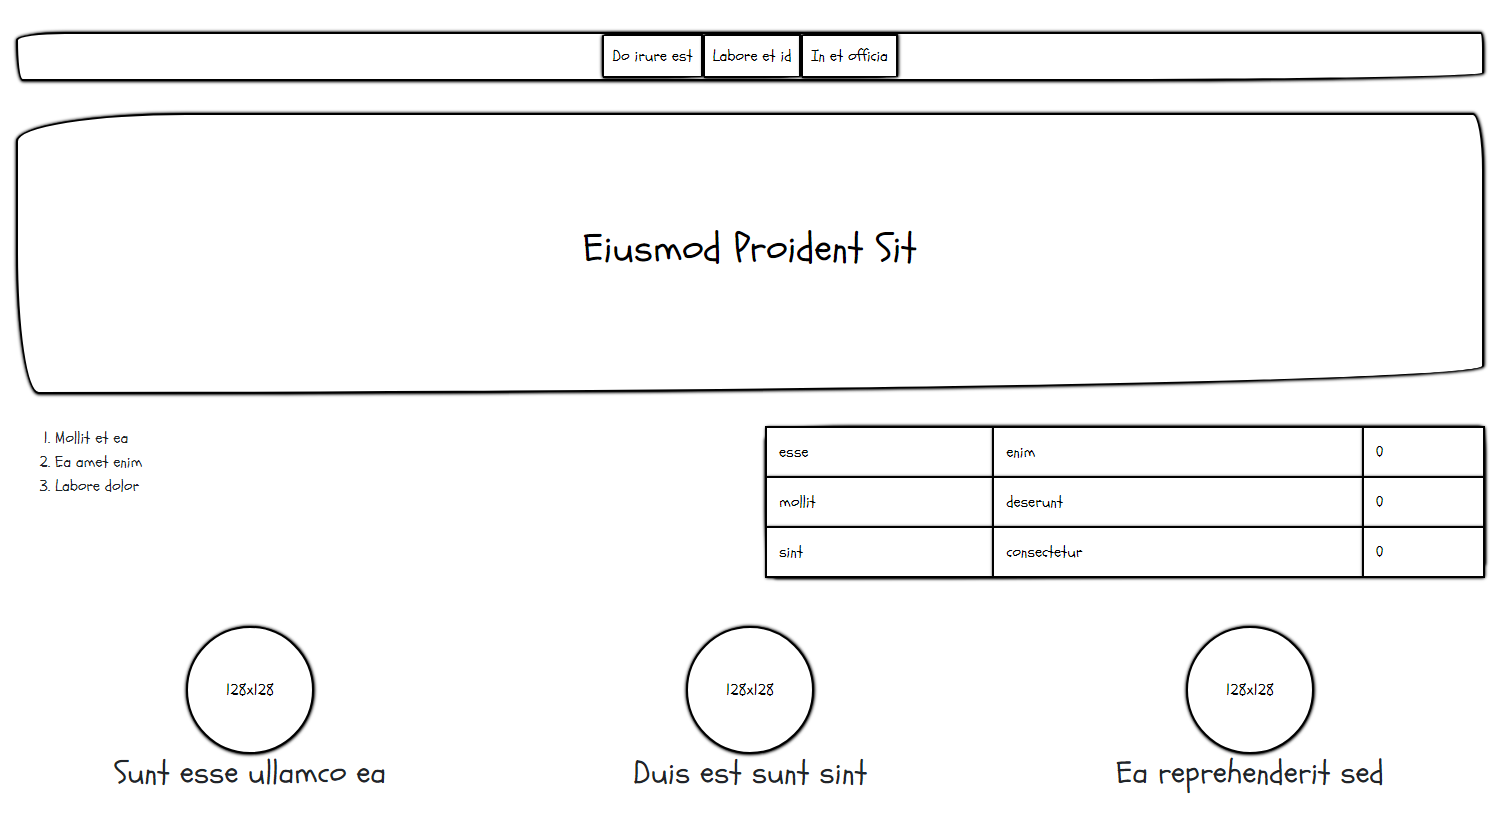 Do irure est Labore et id In et officia
Eiusmod Proident Sit
1. Mollit et ea
2. Ea amet enim
3. Labore dolor
esse enim 0
mollit deserunt 0
sint consectetur 0
128x128 128x128 128x128
Sunt esse ullamco ea Duis est sunt sint Ea reprehenderit sed